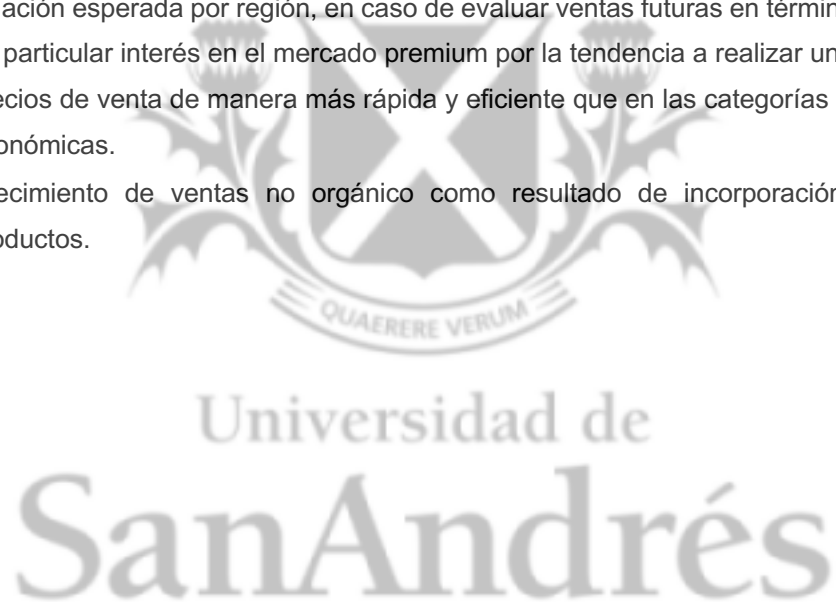 ación esperada por región, en caso de evaluar ventas futuras en términ
particular interés en el mercado premium por la tendencia a realizar un
ecios de venta de manera más rápida y eficiente que en las categorías
onómicas.
ecimiento de ventas no orgánico como resultado de incorporación
oductos.
QUAERERE VERUM
Universidad de
SanAndrés